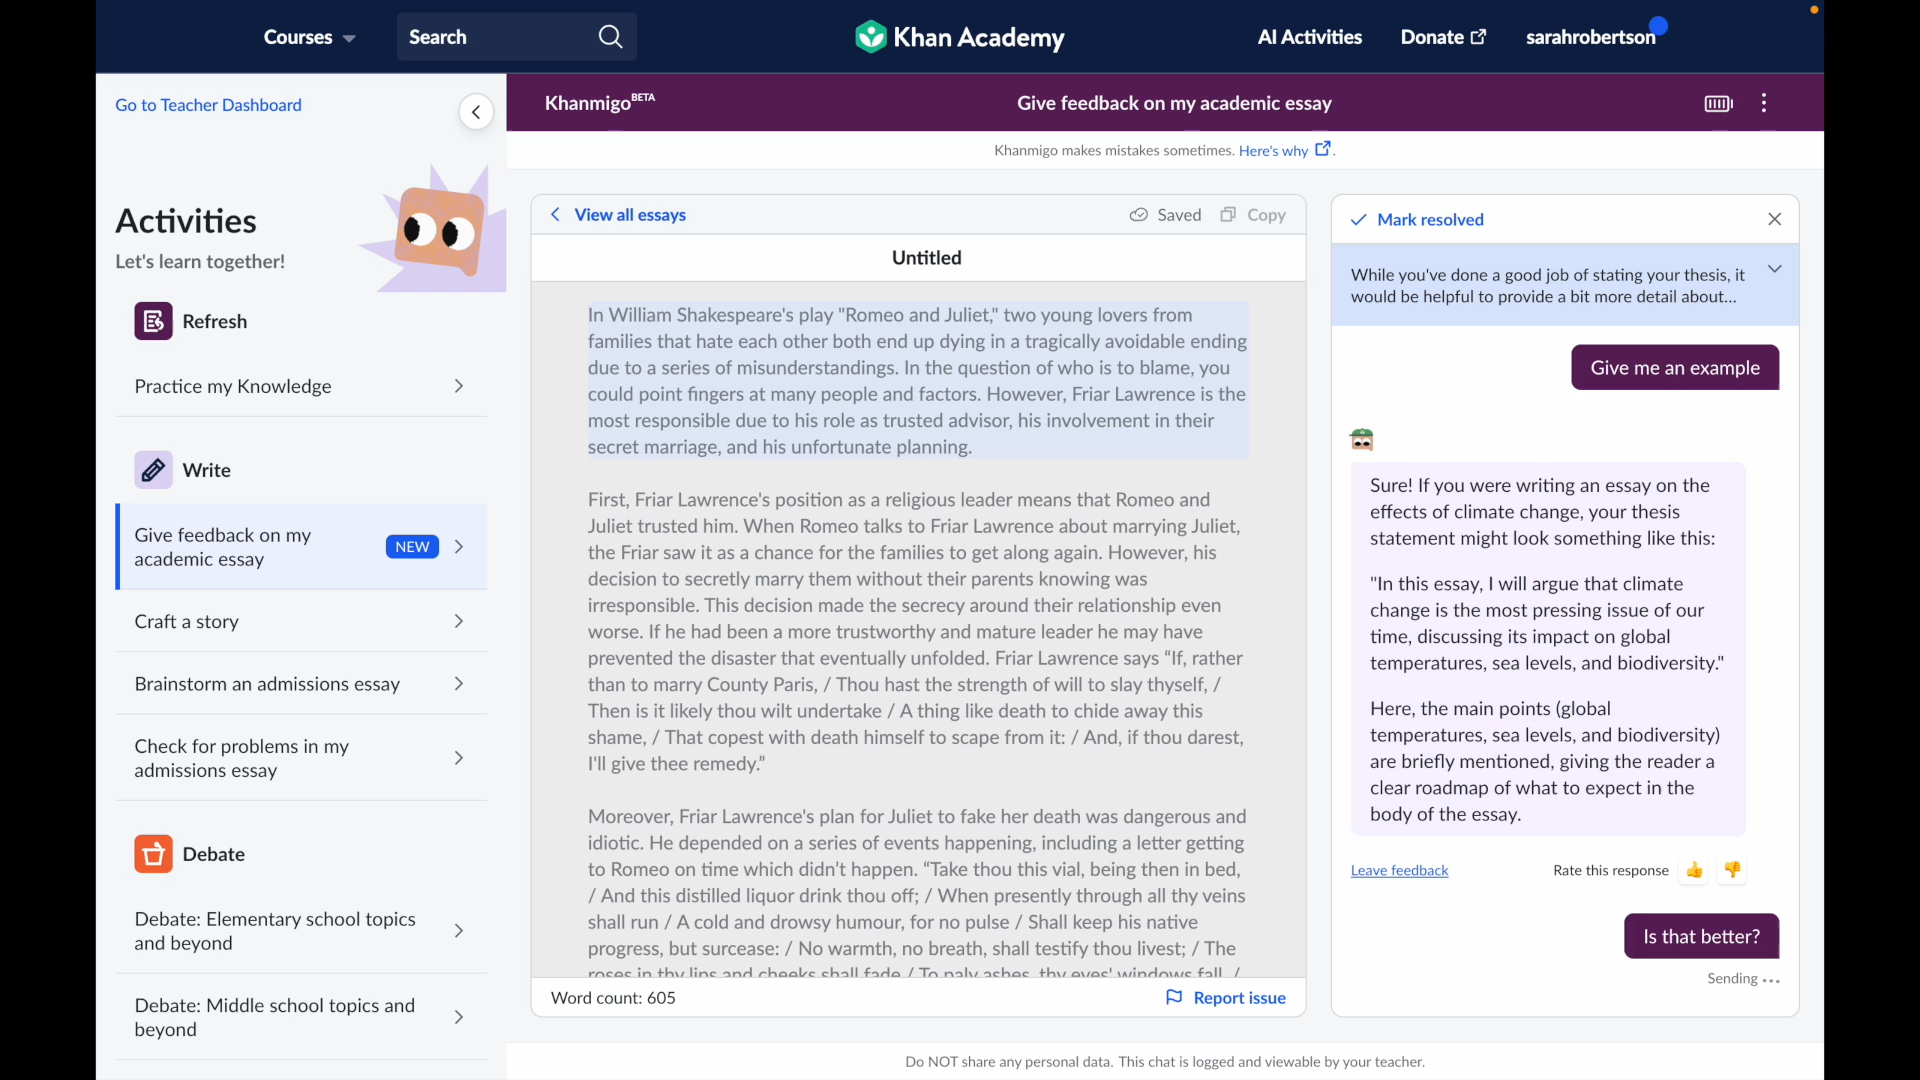 Courses
Search
Khan Academy
AI Activities
Donate
sarahrobertson
Go to Teacher Dashboard
Activities
Let's learn together!
Refresh
Practice my Knowledge
Write
Give feedback on my
academic essay
NEW
Craft a story
Brainstorm an admissions essay
Check for problems in my
admissions essay
Debate
Debate: Elementary school topics
and beyond
Debate: Middle school topics and
beyond
Khanmigo BETA
Give feedback on my academic essay
Khanmigo makes mistakes sometimes. Here's why.
View all essays
Saved
Copy
Untitled
In William Shakespeare's play "Romeo and Juliet," two young lovers from
families that hate each other both end up dying in a tragically avoidable ending
due to a series of misunderstandings. In the question of who is to blame, you
could point fingers at many people and factors. However, Friar Lawrence is the
most responsible due to his role as trusted advisor, his involvement in their
secret marriage, and his unfortunate planning.
First, Friar Lawrence's position as a religious leader means that Romeo and
Juliet trusted him. When Romeo talks to Friar Lawrence about marrying Juliet,
the Friar saw it as a chance for the families to get along again. However, his
decision to secretly marry them without their parents knowing was
irresponsible. This decision made the secrecy around their relationship even
worse. If he had been a more trustworthy and mature leader he may have
prevented the disaster that eventually unfolded. Friar Lawrence says “If, rather
than to marry County Paris, / Thou hast the strength of will to slay thyself, /
Then is it likely thou wilt undertake / A thing like death to chide away this
shame, / That copest with death himself to scape from it: / And, if thou darest,
I'll give thee remedy.”
Moreover, Friar Lawrence's plan for Juliet to fake her death was dangerous and
idiotic. He depended on a series of events happening, including a letter getting
to Romeo on time which didn’t happen. “Take thou this vial, being then in bed,
/ And this distilled liquor drink thou off; / When presently through all thy veins
shall run / A cold and drowsy humour, for no pulse / Shall keep his native
progress, but surcease: / No warmth, no breath, shall testify thou livest; / The
roses in thy lips and cheeks shall fade / To paly ashes, thy eyes' windows fall, /
Word count: 605
Report issue
Mark resolved
While you've done a good job of stating your thesis, it
would be helpful to provide a bit more detail about...
Give me an example
Sure! If you were writing an essay on the
effects of climate change, your thesis
statement might look something like this:
"In this essay, I will argue that climate
change is the most pressing issue of our
time, discussing its impact on global
temperatures, sea levels, and biodiversity."
Here, the main points (global
temperatures, sea levels, and biodiversity)
are briefly mentioned, giving the reader a
clear roadmap of what to expect in the
body of the essay.
Leave feedback
Rate this response
Is that better?
Sending
Do NOT share any personal data. This chat is logged and viewable by your teacher.